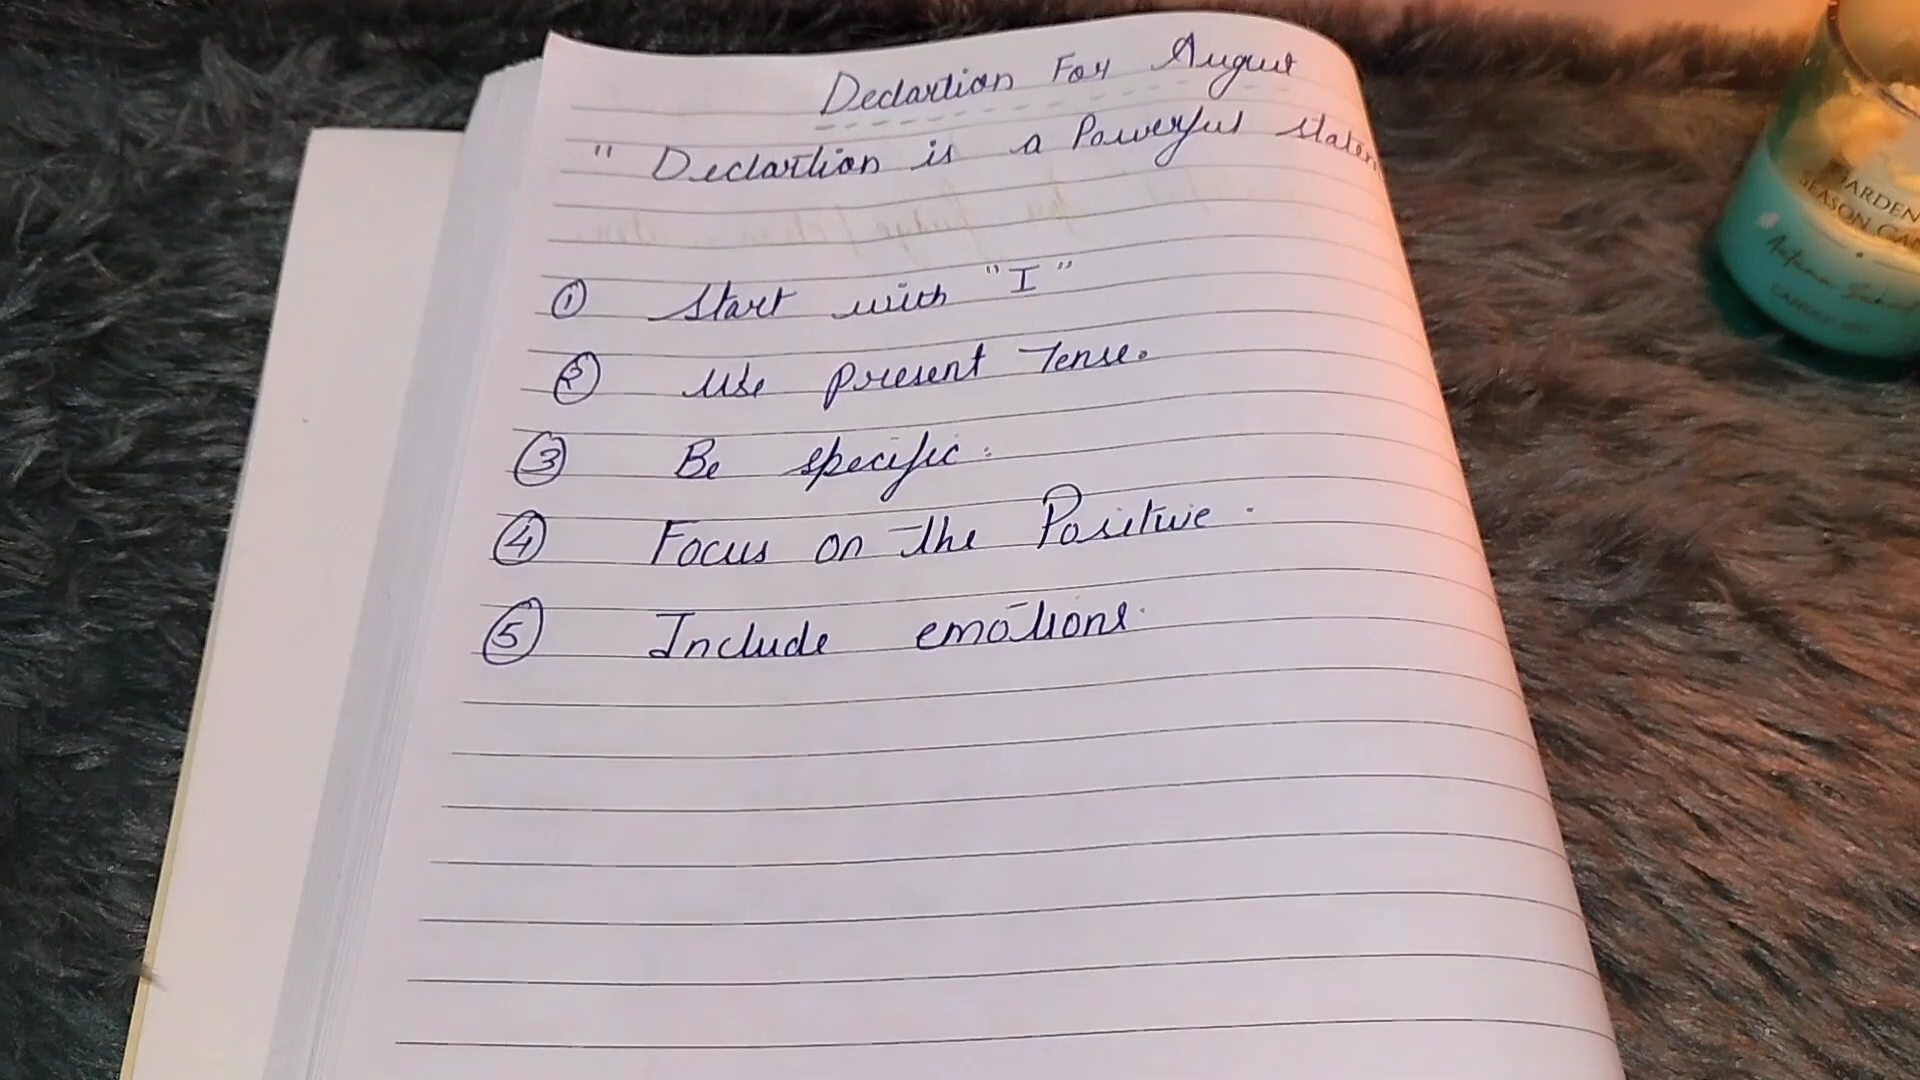 Declartion For August
" Declartion is a Powerful staten
① Start with "I"
② Use present Tense.
③ Be specific.
④ Focus on the Positive.
⑤ Include emotions.
GARDEN
SEASON CAN